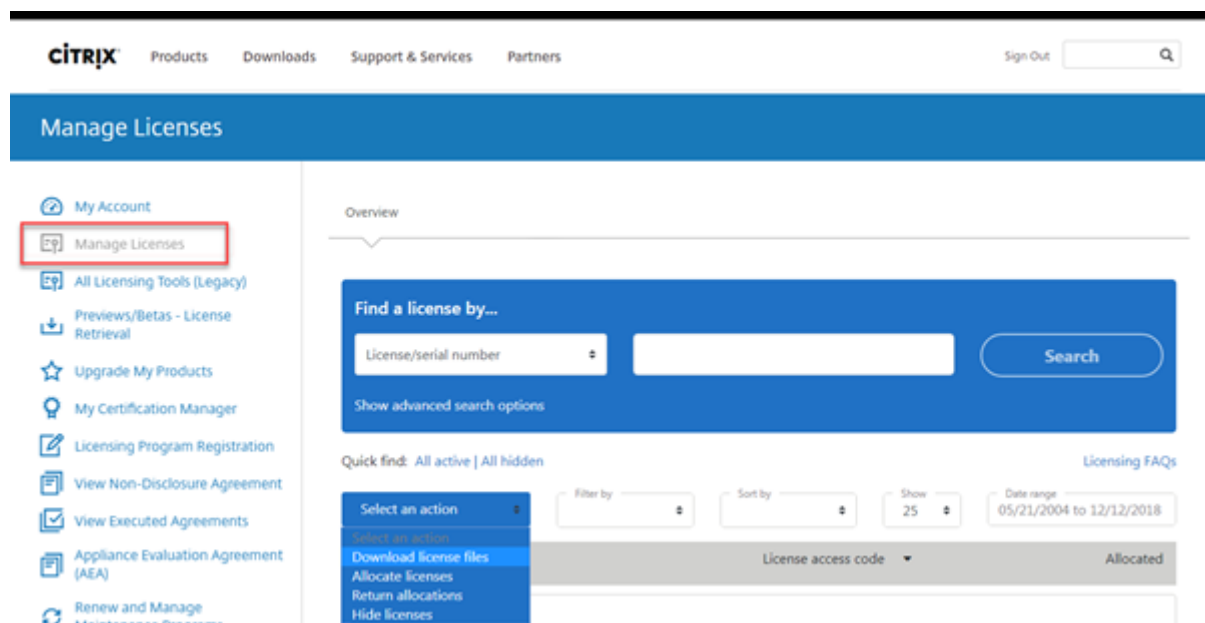 CİTRIX Products Downloads Support & Services Partners Sign Out
Manage Licenses
My Account
Manage Licenses
All Licensing Tools (Legacy)
Previews/Betas - License
Retrieval
Upgrade My Products
My Certification Manager
Licensing Program Registration
View Non-Disclosure Agreement
View Executed Agreements
Appliance Evaluation Agreement
(AEA)
Renew and Manage
Maintenance Programs
Overview
Find a license by...
License/serial number Search
Show advanced search options
Quick find: All active | All hidden Licensing FAQs
Filter by Sort by Show Date range
Select an action 25 05/21/2004 to 12/12/2018
Select an action
Download license files License access code Allocated
Allocate licenses
Return allocations
Hide licenses